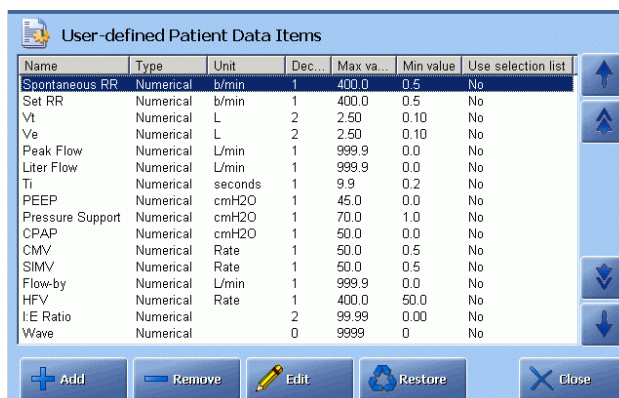 User-defined Patient Data Items
Name Type Unit Dec... Max va... Min value Use selection list
Spontaneous RR Numerical b/min 1 400.0 0.5 No
Set RR Numerical b/min 1 400.0 0.5 No
Vt Numerical L 2 2.50 0.10 No
Ve Numerical L 2 2.50 0.10 No
Peak Flow Numerical L/min 1 999.9 0.0 No
Liter Flow Numerical L/min 1 999.9 0.0 No
Ti Numerical seconds 1 9.9 0.2 No
PEEP Numerical cmH2O 1 45.0 0.0 No
Pressure Support Numerical cmH2O 1 70.0 1.0 No
CPAP Numerical cmH2O 1 50.0 0.0 No
CMV Numerical Rate 1 50.0 0.5 No
SIMV Numerical Rate 1 50.0 0.5 No
Flow-by Numerical L/min 1 999.9 0.0 No
HFV Numerical Rate 1 400.0 50.0 No
I:E Ratio Numerical 2 99.99 0.00 No
Wave Numerical 0 9999 0 No
Add Remove Edit Restore Close